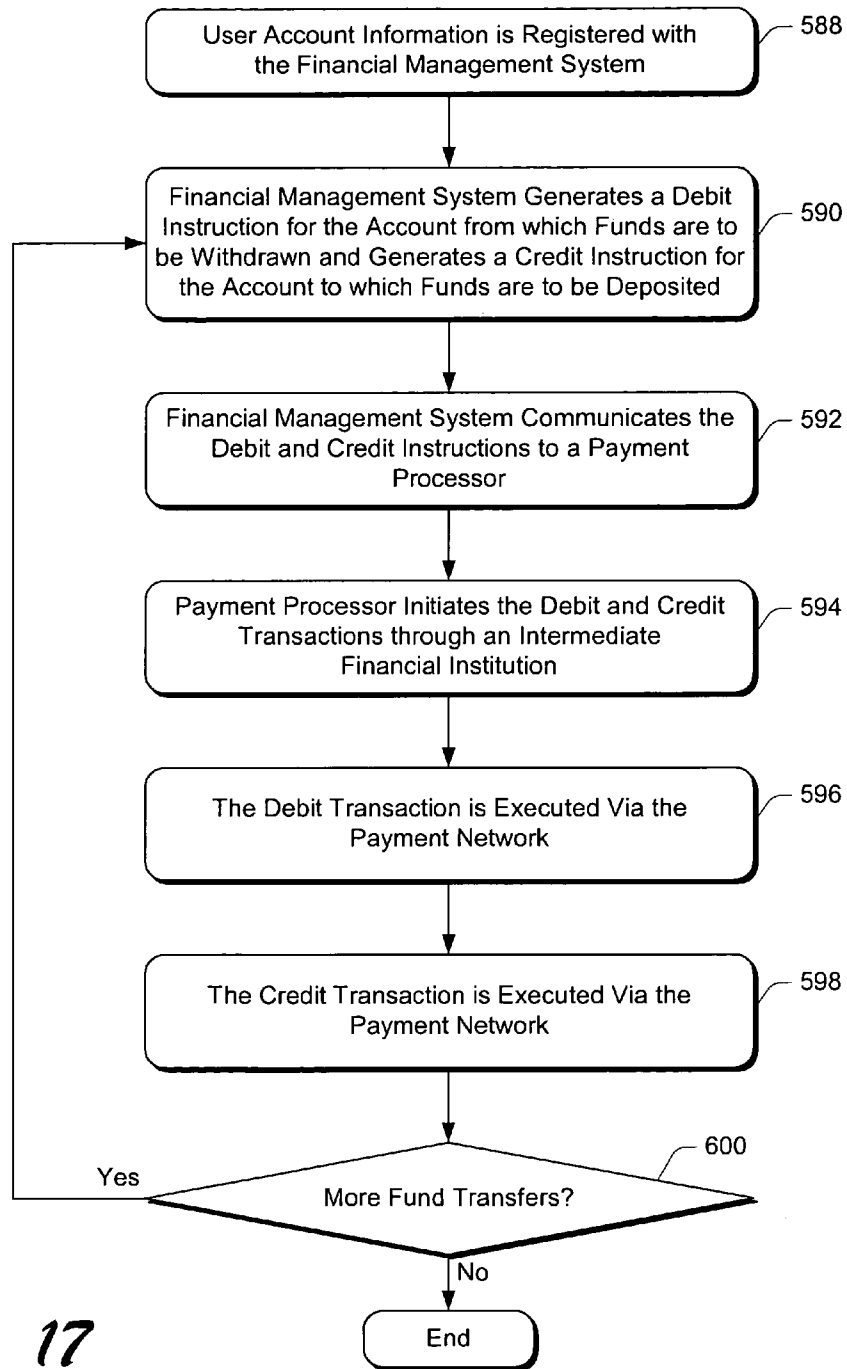 User Account Information is Registered with
the Financial Management System
588
Financial Management System Generates a Debit
Instruction for the Account from which Funds are to
be Withdrawn and Generates a Credit Instruction for
the Account to which Funds are to be Deposited
590
Financial Management System Communicates the
Debit and Credit Instructions to a Payment
Processor
592
Payment Processor Initiates the Debit and Credit
Transactions through an Intermediate
Financial Institution
594
The Debit Transaction is Executed Via the
Payment Network
596
The Credit Transaction is Executed Via the
Payment Network
598
600
Yes
More Fund Transfers?
No
End
17